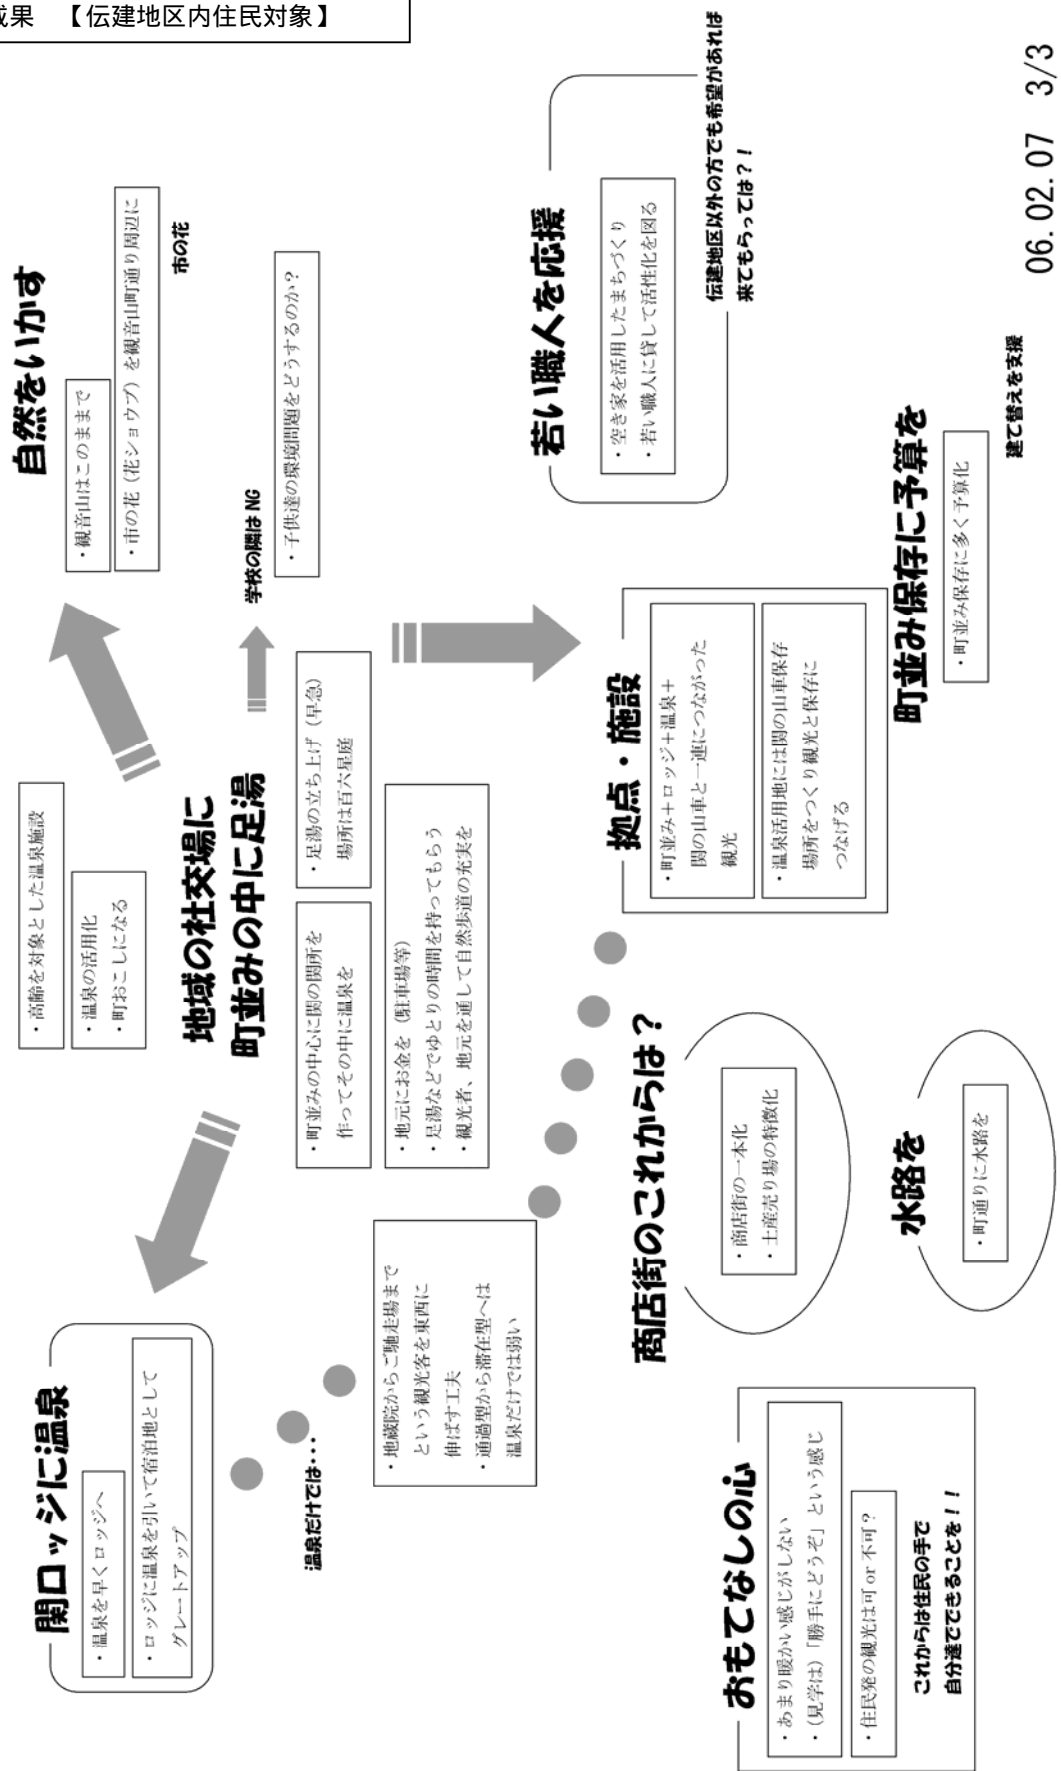 成果　【伝建地区内住民対象】
関ロッジに温泉
・温泉を早くロッジへ
・ロッジに温泉を引いて宿泊地として
グレートアップ
・高齢を対象とした温泉施設
・温泉の活用化
・町おこしになる
自然をいかす
・観音山はこのままで
・市の花（花ショウブ）を観音山町通り周辺に
市の花
地域の社交場に
町並みの中に足湯
・町並みの中心に関の関所を
作ってその中に温泉を
・足湯の立ち上げ（早急）
場所は百六星庭
・地元にお金を（駐車場等）
・足湯などでゆとりの時間を持ってもらう
・観光者、地元を通して自然歩道の充実を
学校の隣は NG
・子供達の環境問題をどうするのか？
温泉だけでは・・・
・地蔵院からご馳走場まで
という観光客を東西に
伸ばす工夫
・通過型から滞在型へは
温泉だけでは弱い
拠点・施設
・町並み＋ロッジ＋温泉＋
関の山車と一連につながった
観光
・温泉活用地には関の山車保存
場所をつくり観光と保存に
つなげる
若い職人を応援
・空き家を活用したまちづくり
・若い職人に貸して活性化を図る
伝建地区以外の方でも希望があれば
来てもらっては？！
おもてなしの心
・あまり暖かい感じがしない
・（見学は）「勝手にどうぞ」という感じ
・住民発の観光は可 or 不可？
これからは住民の手で
自分達でできることを！！
商店街のこれからは？
・商店街の一本化
・土産売り場の特徴化
水路を
・町通りに水路を
町並み保存に予算を
・町並み保存に多く予算化
建て替えを支援
06.02.07　3/3